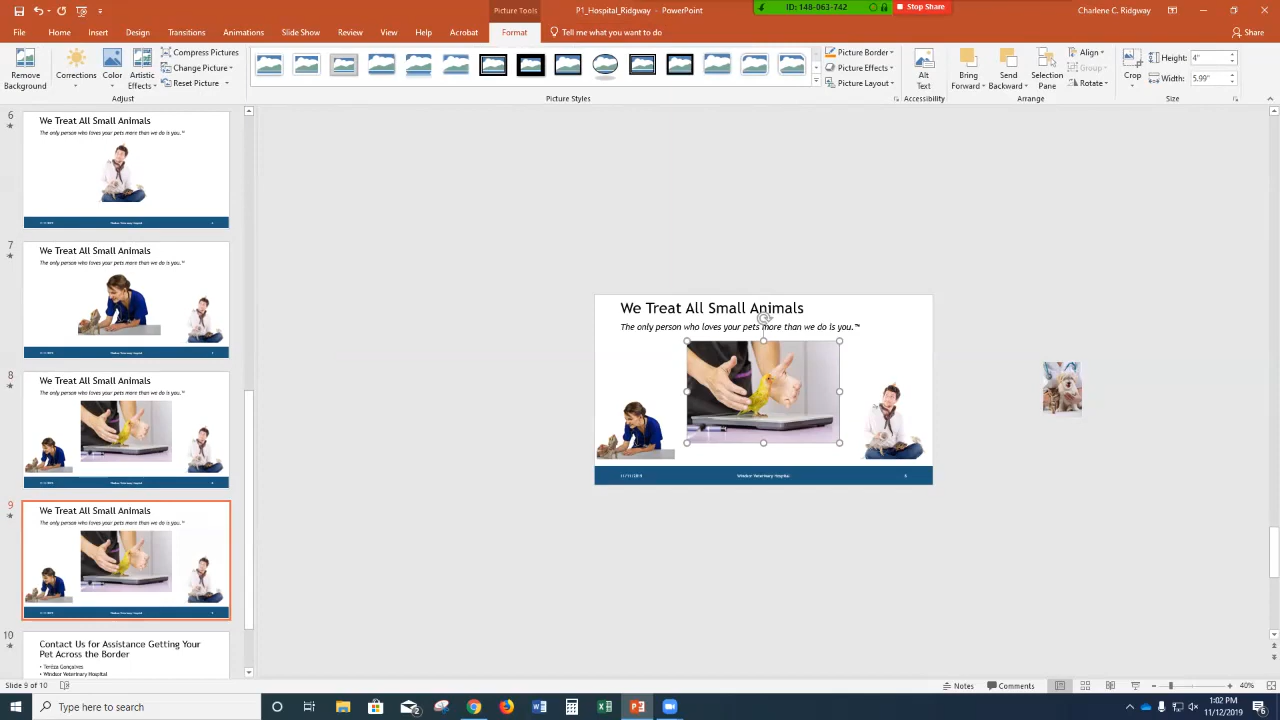 Picture Tools
P1_Hospital_Ridgway - PowerPoint
ID: 148-063-742
Stop Share
Charlene C. Ridgway
File Home Insert Design Transitions Animations Slide Show Review View Help Acrobat Format Tell me what you want to do Share
Remove Background
Corrections
Color
Artistic Effects
Compress Pictures
Change Picture
Reset Picture
Picture Border
Picture Effects
Picture Layout
Alt Text
Bring Forward
Send Backward
Selection Pane
Align
Group
Rotate
Crop
Height: 4"
Width: 5.99"
Adjust
Picture Styles
Accessibility
Arrange
Size
6
We Treat All Small Animals
The only person who loves your pets more than we do is you.™
7
We Treat All Small Animals
The only person who loves your pets more than we do is you.™
8
We Treat All Small Animals
The only person who loves your pets more than we do is you.™
9
We Treat All Small Animals
The only person who loves your pets more than we do is you.™
10
Contact Us for Assistance Getting Your
Pet Across the Border
• Windsor Veterinary Hospital
We Treat All Small Animals
The only person who loves your pets more than we do is you.™
Windsor Veterinary Hospital
Slide 9 of 10
Notes
Comments
40%
Type here to search
1:02 PM
11/12/2019